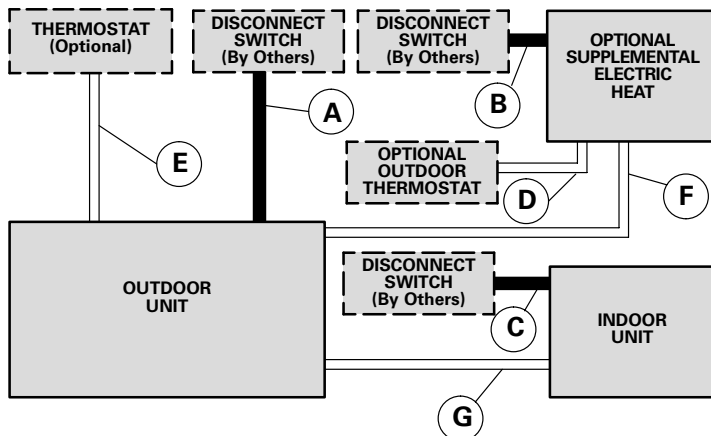 THERMOSTAT
(Optional)
DISCONNECT
SWITCH
(By Others)
DISCONNECT
SWITCH
(By Others)
OPTIONAL
SUPPLEMENTAL
ELECTRIC
HEAT
A
B
E
OPTIONAL
OUTDOOR
THERMOSTAT
D
F
OUTDOOR
UNIT
DISCONNECT
SWITCH
(By Others)
C
INDOOR
UNIT
G